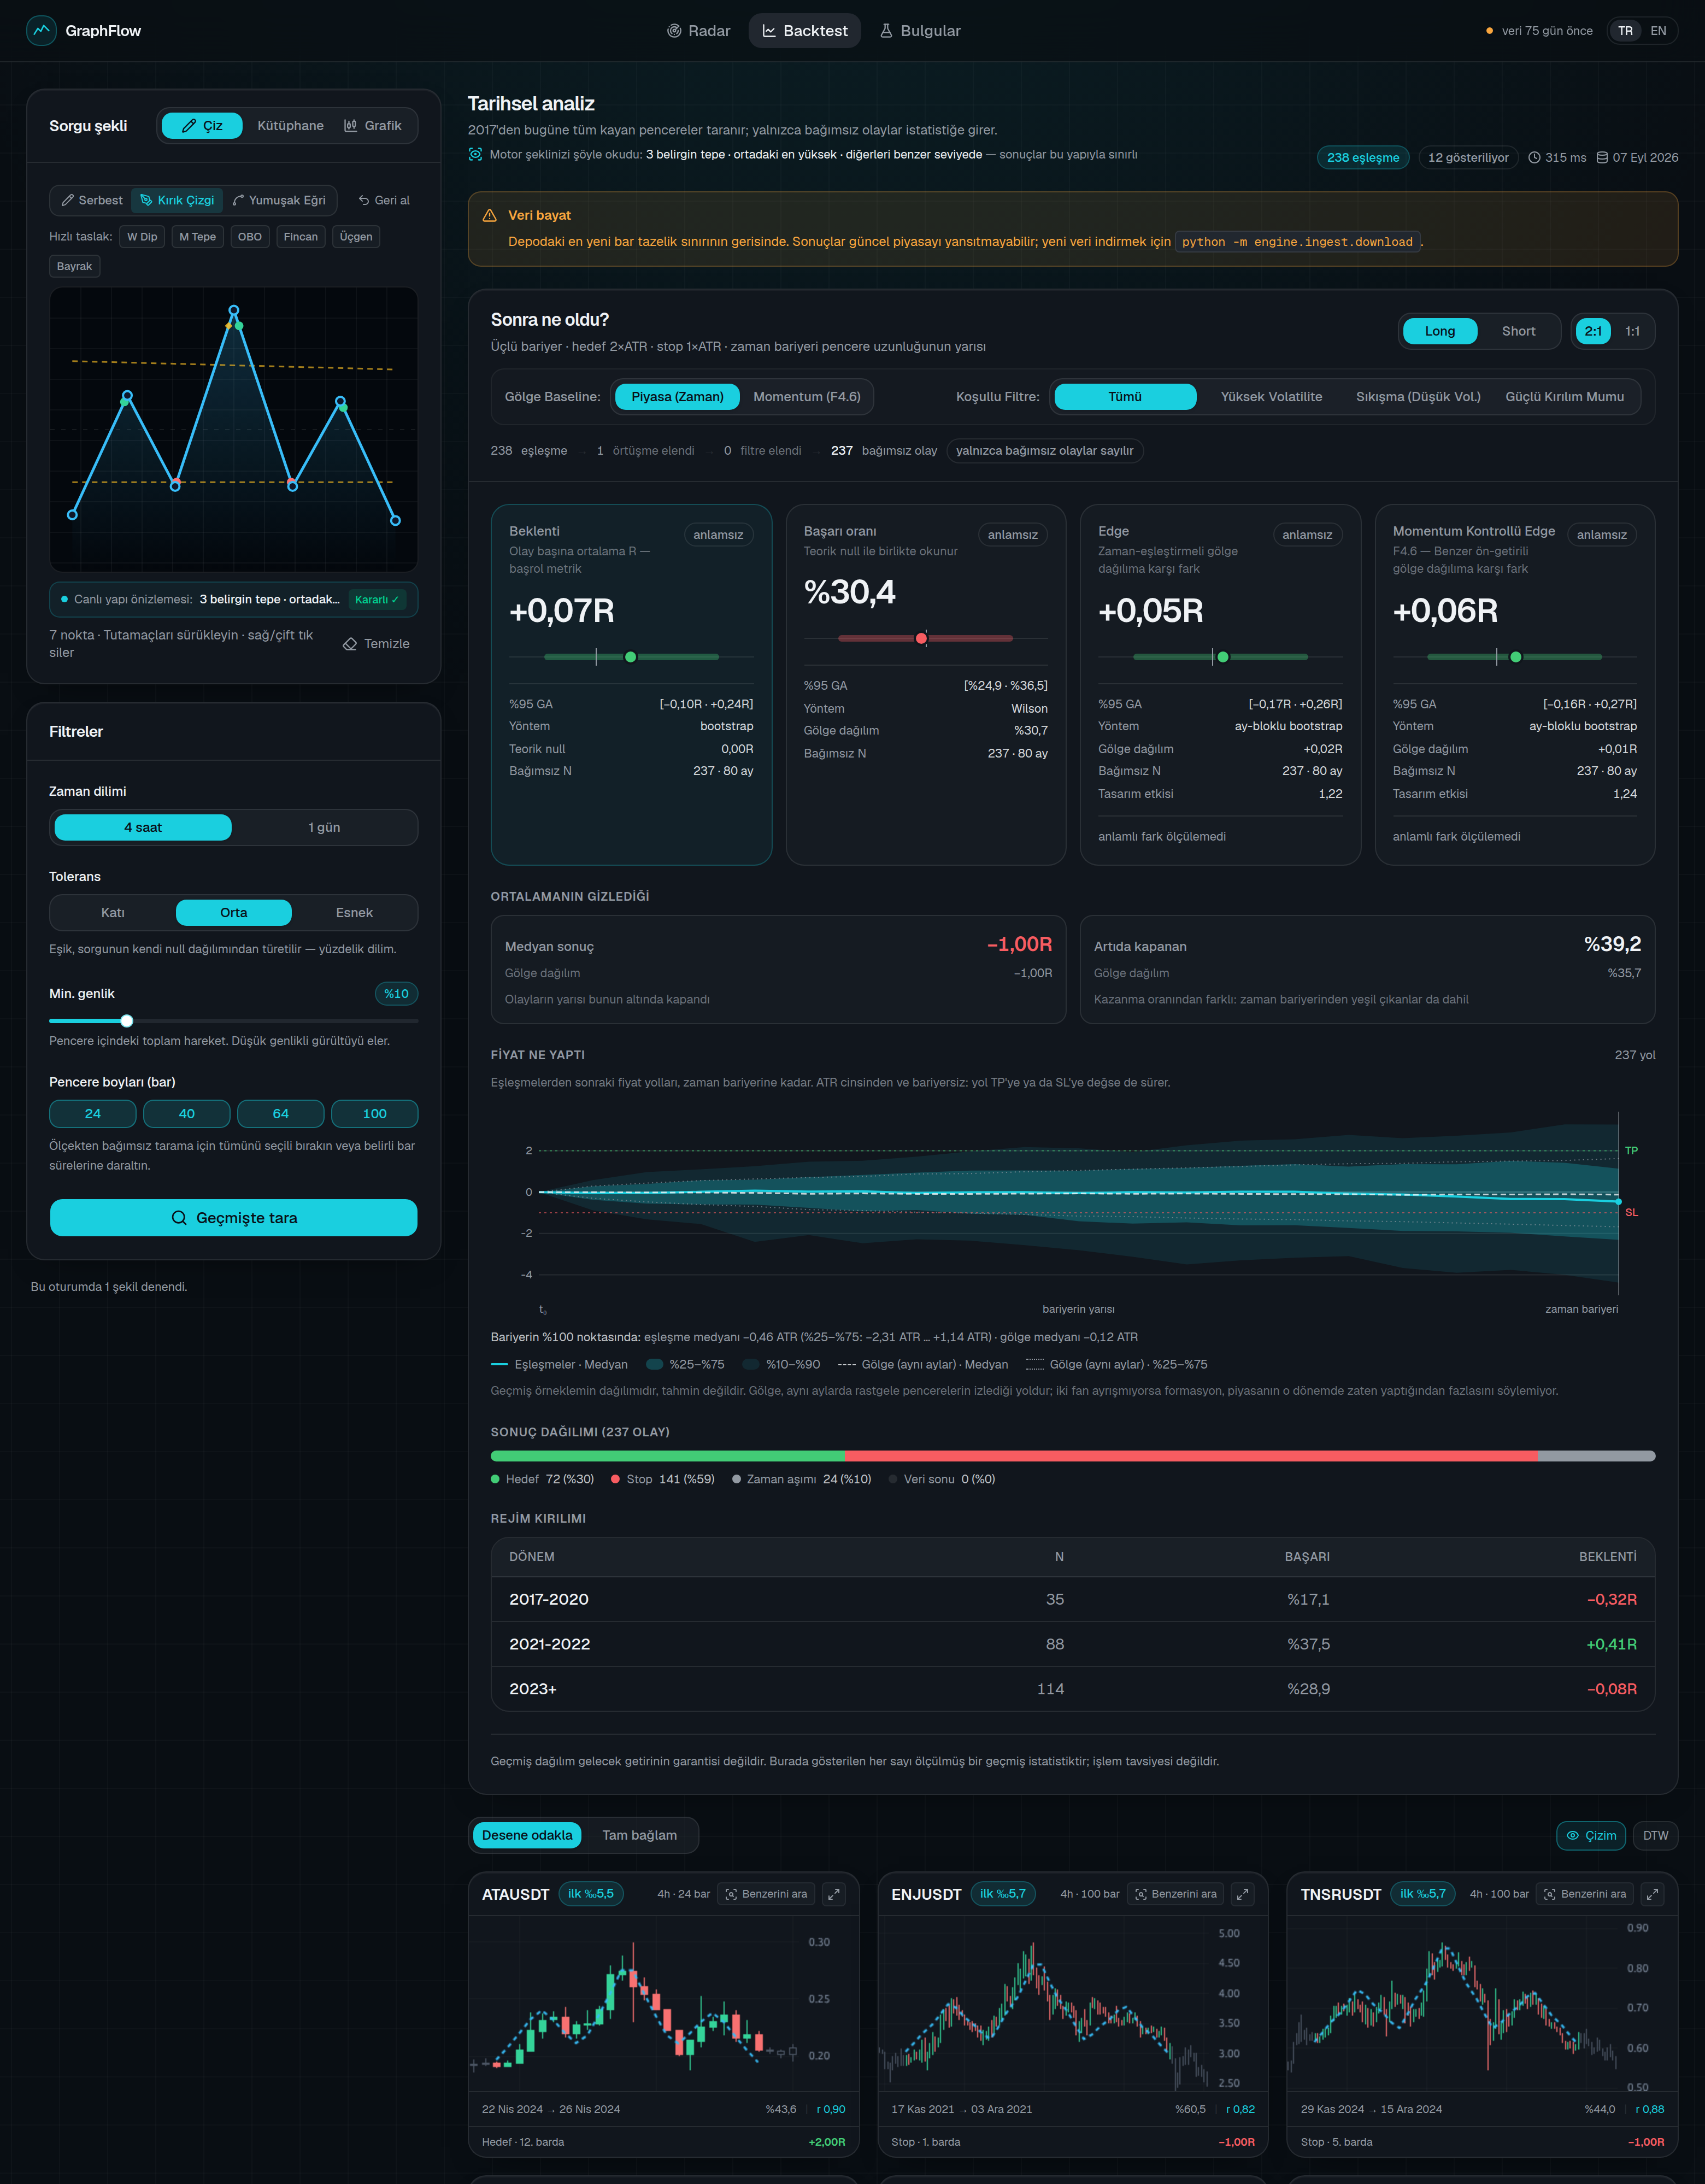 GraphFlow
Radar
Backtest
Bulgular
veri 75 gün önce
TR
EN
Sorgu şekli
Çiz
Kütüphane
Grafik
Serbest
Kırık Çizgi
Yumuşak Eğri
Geri al
Hızlı taslak:
W Dip
M Tepe
OBO
Fincan
Üçgen
Bayrak
Canlı yapı önizlemesi: 3 belirgin tepe · ortadak...
Kararlı ✓
7 nokta · Tutamaçları sürükleyin · sağ/çift tık
siler
Temizle
Filtreler
Zaman dilimi
4 saat
1 gün
Tolerans
Katı
Orta
Esnek
Eşik, sorgunun kendi null dağılımından türetilir — yüzdelik dilim.
Min. genlik
%10
Pencere içindeki toplam hareket. Düşük genlikli gürültüyü eler.
Pencere boyları (bar)
24
40
64
100
Ölçekten bağımsız tarama için tümünü seçili bırakın veya belirli bar
sürelerine daraltın.
Geçmişte tara
Bu oturumda 1 şekil denendi.
Tarihsel analiz
2017'den bugüne tüm kayan pencereler taranır; yalnızca bağımsız olaylar istatistiğe girer.
Motor şeklinizi şöyle okudu: 3 belirgin tepe · ortadaki en yüksek · diğerleri benzer seviyede — sonuçlar bu yapıyla sınırlı
238 eşleşme
12 gösteriliyor
315 ms
07 Eyl 2026
Veri bayat
Depodaki en yeni bar tazelik sınırının gerisinde. Sonuçlar güncel piyasayı yansıtmayabilir; yeni veri indirmek için python -m engine.ingest.download.
Sonra ne oldu?
Üçlü bariyer · hedef 2×ATR · stop 1×ATR · zaman bariyeri pencere uzunluğunun yarısı
Long
Short
2:1
1:1
Gölge Baseline:
Piyasa (Zaman)
Momentum (F4.6)
Koşullu Filtre:
Tümü
Yüksek Volatilite
Sıkışma (Düşük Vol.)
Güçlü Kırılım Mumu
238 eşleşme → 1 örtüşme elendi → 0 filtre elendi → 237 bağımsız olay
yalnızca bağımsız olaylar sayılır
Beklenti
anlamsız
Olay başına ortalama R —
başrol metrik
+0,07R
%95 GA [−0,10R · +0,24R]
Yöntem bootstrap
Teorik null 0,00R
Bağımsız N 237 · 80 ay
Başarı oranı
anlamsız
Teorik null ile birlikte okunur
%30,4
%95 GA [%24,9 · %36,5]
Yöntem Wilson
Gölge dağılım %30,7
Bağımsız N 237 · 80 ay
Edge
anlamsız
Zaman-eşleştirmeli gölge
dağılıma karşı fark
+0,05R
%95 GA [−0,17R · +0,26R]
Yöntem ay-bloklu bootstrap
Gölge dağılım +0,02R
Bağımsız N 237 · 80 ay
Tasarım etkisi 1,22
anlamlı fark ölçülemedi
Momentum Kontrollü Edge
anlamsız
F4.6 — Benzer ön-getirili
gölge dağılıma karşı fark
+0,06R
%95 GA [−0,16R · +0,27R]
Yöntem ay-bloklu bootstrap
Gölge dağılım +0,01R
Bağımsız N 237 · 80 ay
Tasarım etkisi 1,24
anlamlı fark ölçülemedi
ORTALAMANIN GİZLEDİĞİ
Medyan sonuç −1,00R
Gölge dağılım −1,00R
Olayların yarısı bunun altında kapandı
Artıda kapanan %39,2
Gölge dağılım %35,7
Kazanma oranından farklı: zaman bariyerinden yeşil çıkanlar da dahil
FİYAT NE YAPTI
237 yol
Eşleşmelerden sonraki fiyat yolları, zaman bariyerine kadar. ATR cinsinden ve bariyersiz: yol TP'ye ya da SL'ye değse de sürer.
2
TP
0
SL
-2
-4
t₀
bariyerin yarısı
zaman bariyeri
Bariyerin %100 noktasında: eşleşme medyanı −0,46 ATR (%25–%75: −2,31 ATR … +1,14 ATR) · gölge medyanı −0,12 ATR
Eşleşmeler · Medyan
%25–%75
%10–%90
Gölge (aynı aylar) · Medyan
Gölge (aynı aylar) · %25–%75
Geçmiş örneklemin dağılımıdır, tahmin değildir. Gölge, aynı aylarda rastgele pencerelerin izlediği yoldur; iki fan ayrışmıyorsa formasyon, piyasanın o dönemde zaten yaptığından fazlasını söylemiyor.
SONUÇ DAĞILIMI (237 OLAY)
Hedef 72 (%30)
Stop 141 (%59)
Zaman aşımı 24 (%10)
Veri sonu 0 (%0)
REJİM KIRILIMI
DÖNEM N BAŞARI BEKLENTİ
2017-2020 35 %17,1 −0,32R
2021-2022 88 %37,5 +0,41R
2023+ 114 %28,9 −0,08R
Geçmiş dağılım gelecek getirinin garantisi değildir. Burada gösterilen her sayı ölçülmüş bir geçmiş istatistiktir; işlem tavsiyesi değildir.
Desene odakla
Tam bağlam
Çizim
DTW
ATAUSDT
ilk ‰5,5
4h · 24 bar
Benzerini ara
0.30
0.25
0.20
22 Nis 2024 → 26 Nis 2024
%43,6 | r 0,90
Hedef · 12. barda
+2,00R
ENJUSDT
ilk ‰5,7
4h · 100 bar
Benzerini ara
5.00
4.50
4.00
3.50
3.00
2.50
17 Kas 2021 → 03 Ara 2021
%60,5 | r 0,82
Stop · 1. barda
−1,00R
TNSRUSDT
ilk ‰5,7
4h · 100 bar
Benzerini ara
0.90
0.80
0.70
0.60
0.50
29 Kas 2024 → 15 Ara 2024
%44,0 | r 0,88
Stop · 5. barda
−1,00R